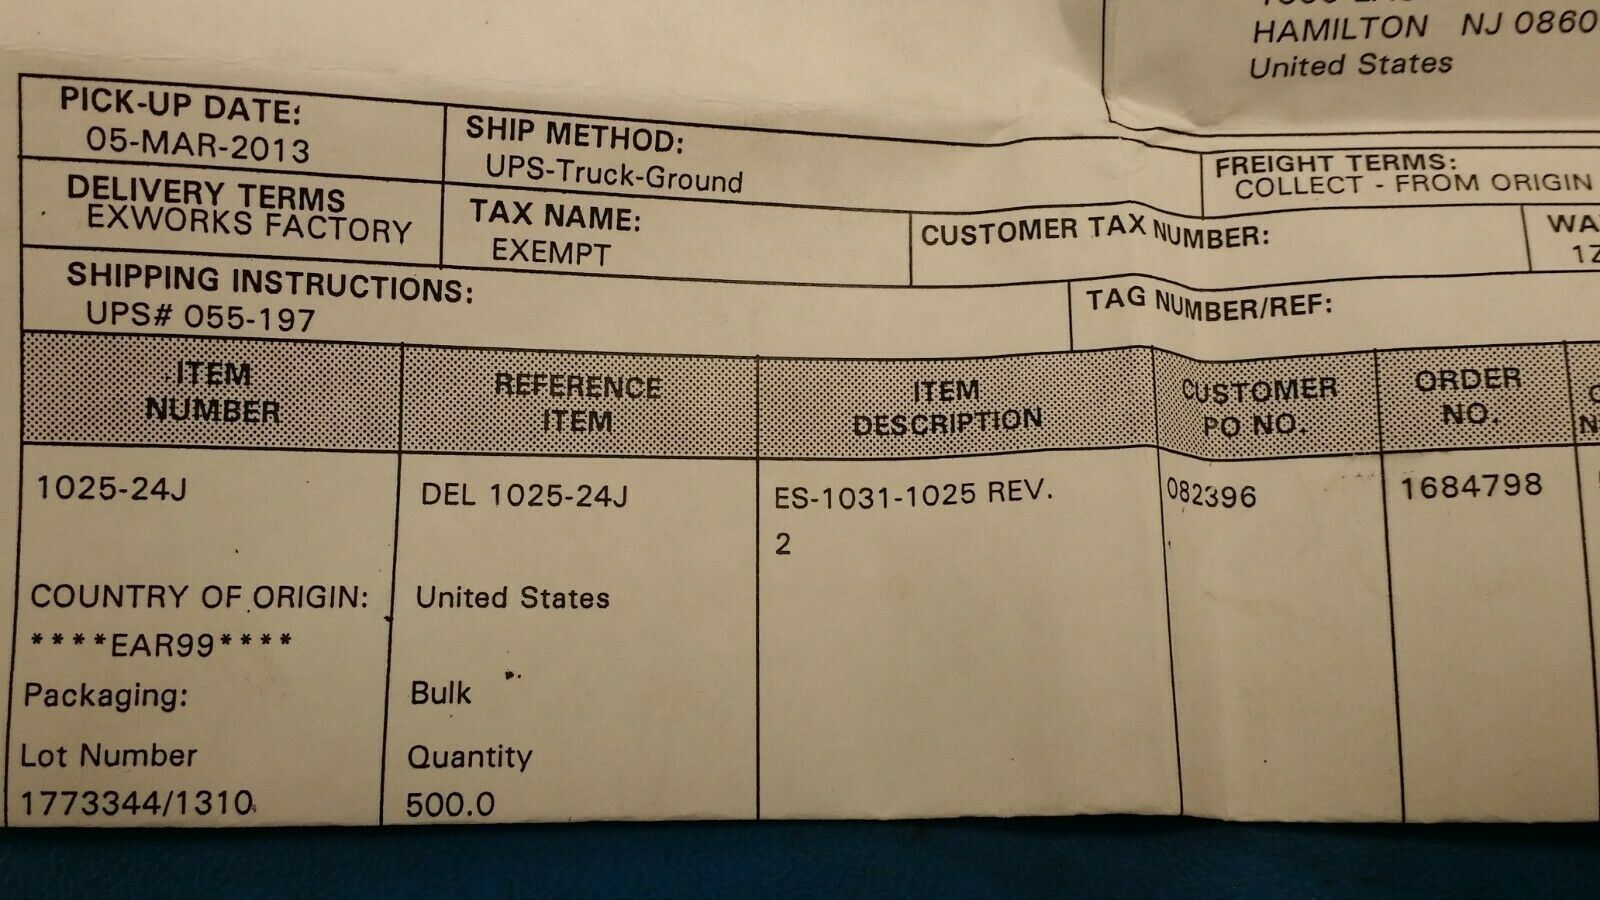 HAMILTON NJ 0860
United States
PICK-UP DATE:
05-MAR-2013
SHIP METHOD:
UPS-Truck-Ground
FREIGHT TERMS:
COLLECT - FROM ORIGIN
DELIVERY TERMS
EXWORKS FACTORY
TAX NAME:
EXEMPT
CUSTOMER TAX NUMBER:
WA
1Z
SHIPPING INSTRUCTIONS:
UPS# 055-197
TAG NUMBER/REF:
ITEM NUMBER
REFERENCE ITEM
ITEM DESCRIPTION
CUSTOMER PO NO.
ORDER NO.
1025-24J
DEL 1025-24J
ES-1031-1025 REV.
2
082396
1684798
COUNTRY OF ORIGIN:
United States
****EAR99****
Packaging:
Bulk
Lot Number
Quantity
1773344/1310
500.0